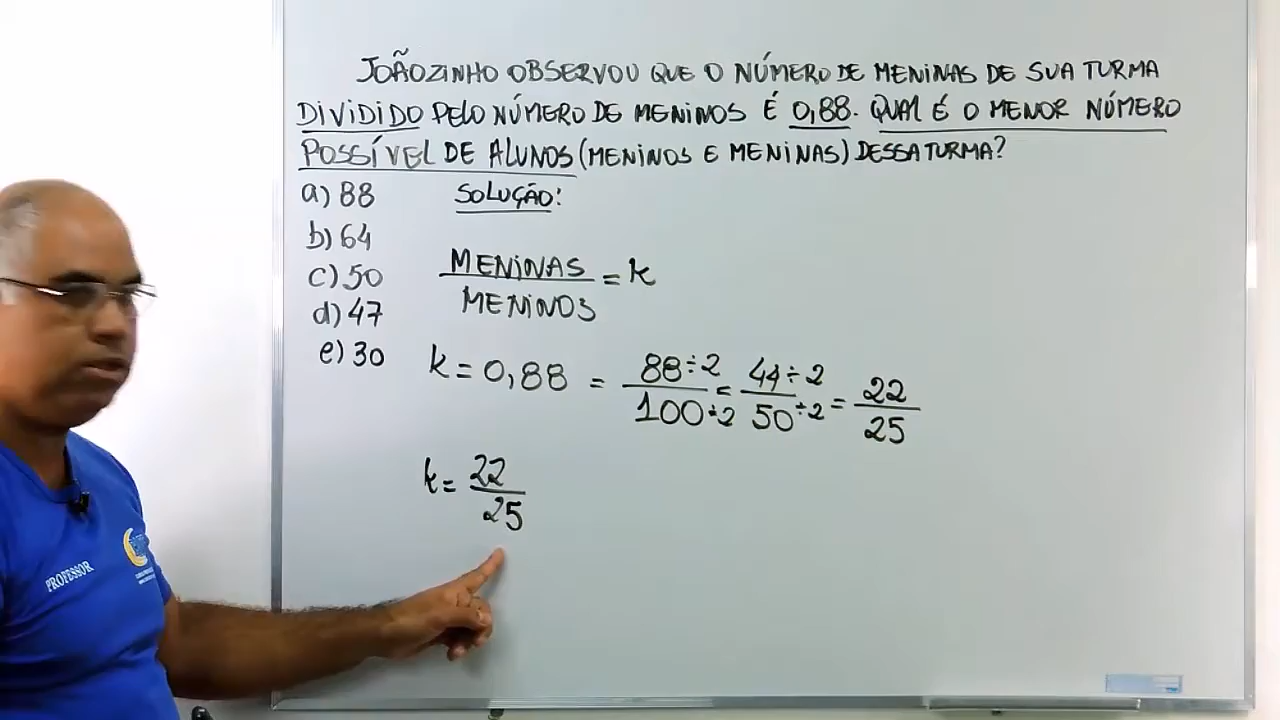 JOÃOZINHO OBSERVOU QUE O NÚMERO DE MENINAS DE SUA TURMA
DIVIDIDO PELO NÚMERO DE MENINOS É 0,88. QUAL É O MENOR NÚMERO
POSSÍVEL DE ALUNOS (MENINOS E MENINAS) DESSA TURMA?
a) 88
SOLUÇÃO:
b) 64
c) 50
d) 47
e) 30
MENINAS
MENINOS
= k
k = 0,88 = 88÷2/100÷2 = 44÷2/50÷2 = 22/25
k = 22/25
PROFESSOR